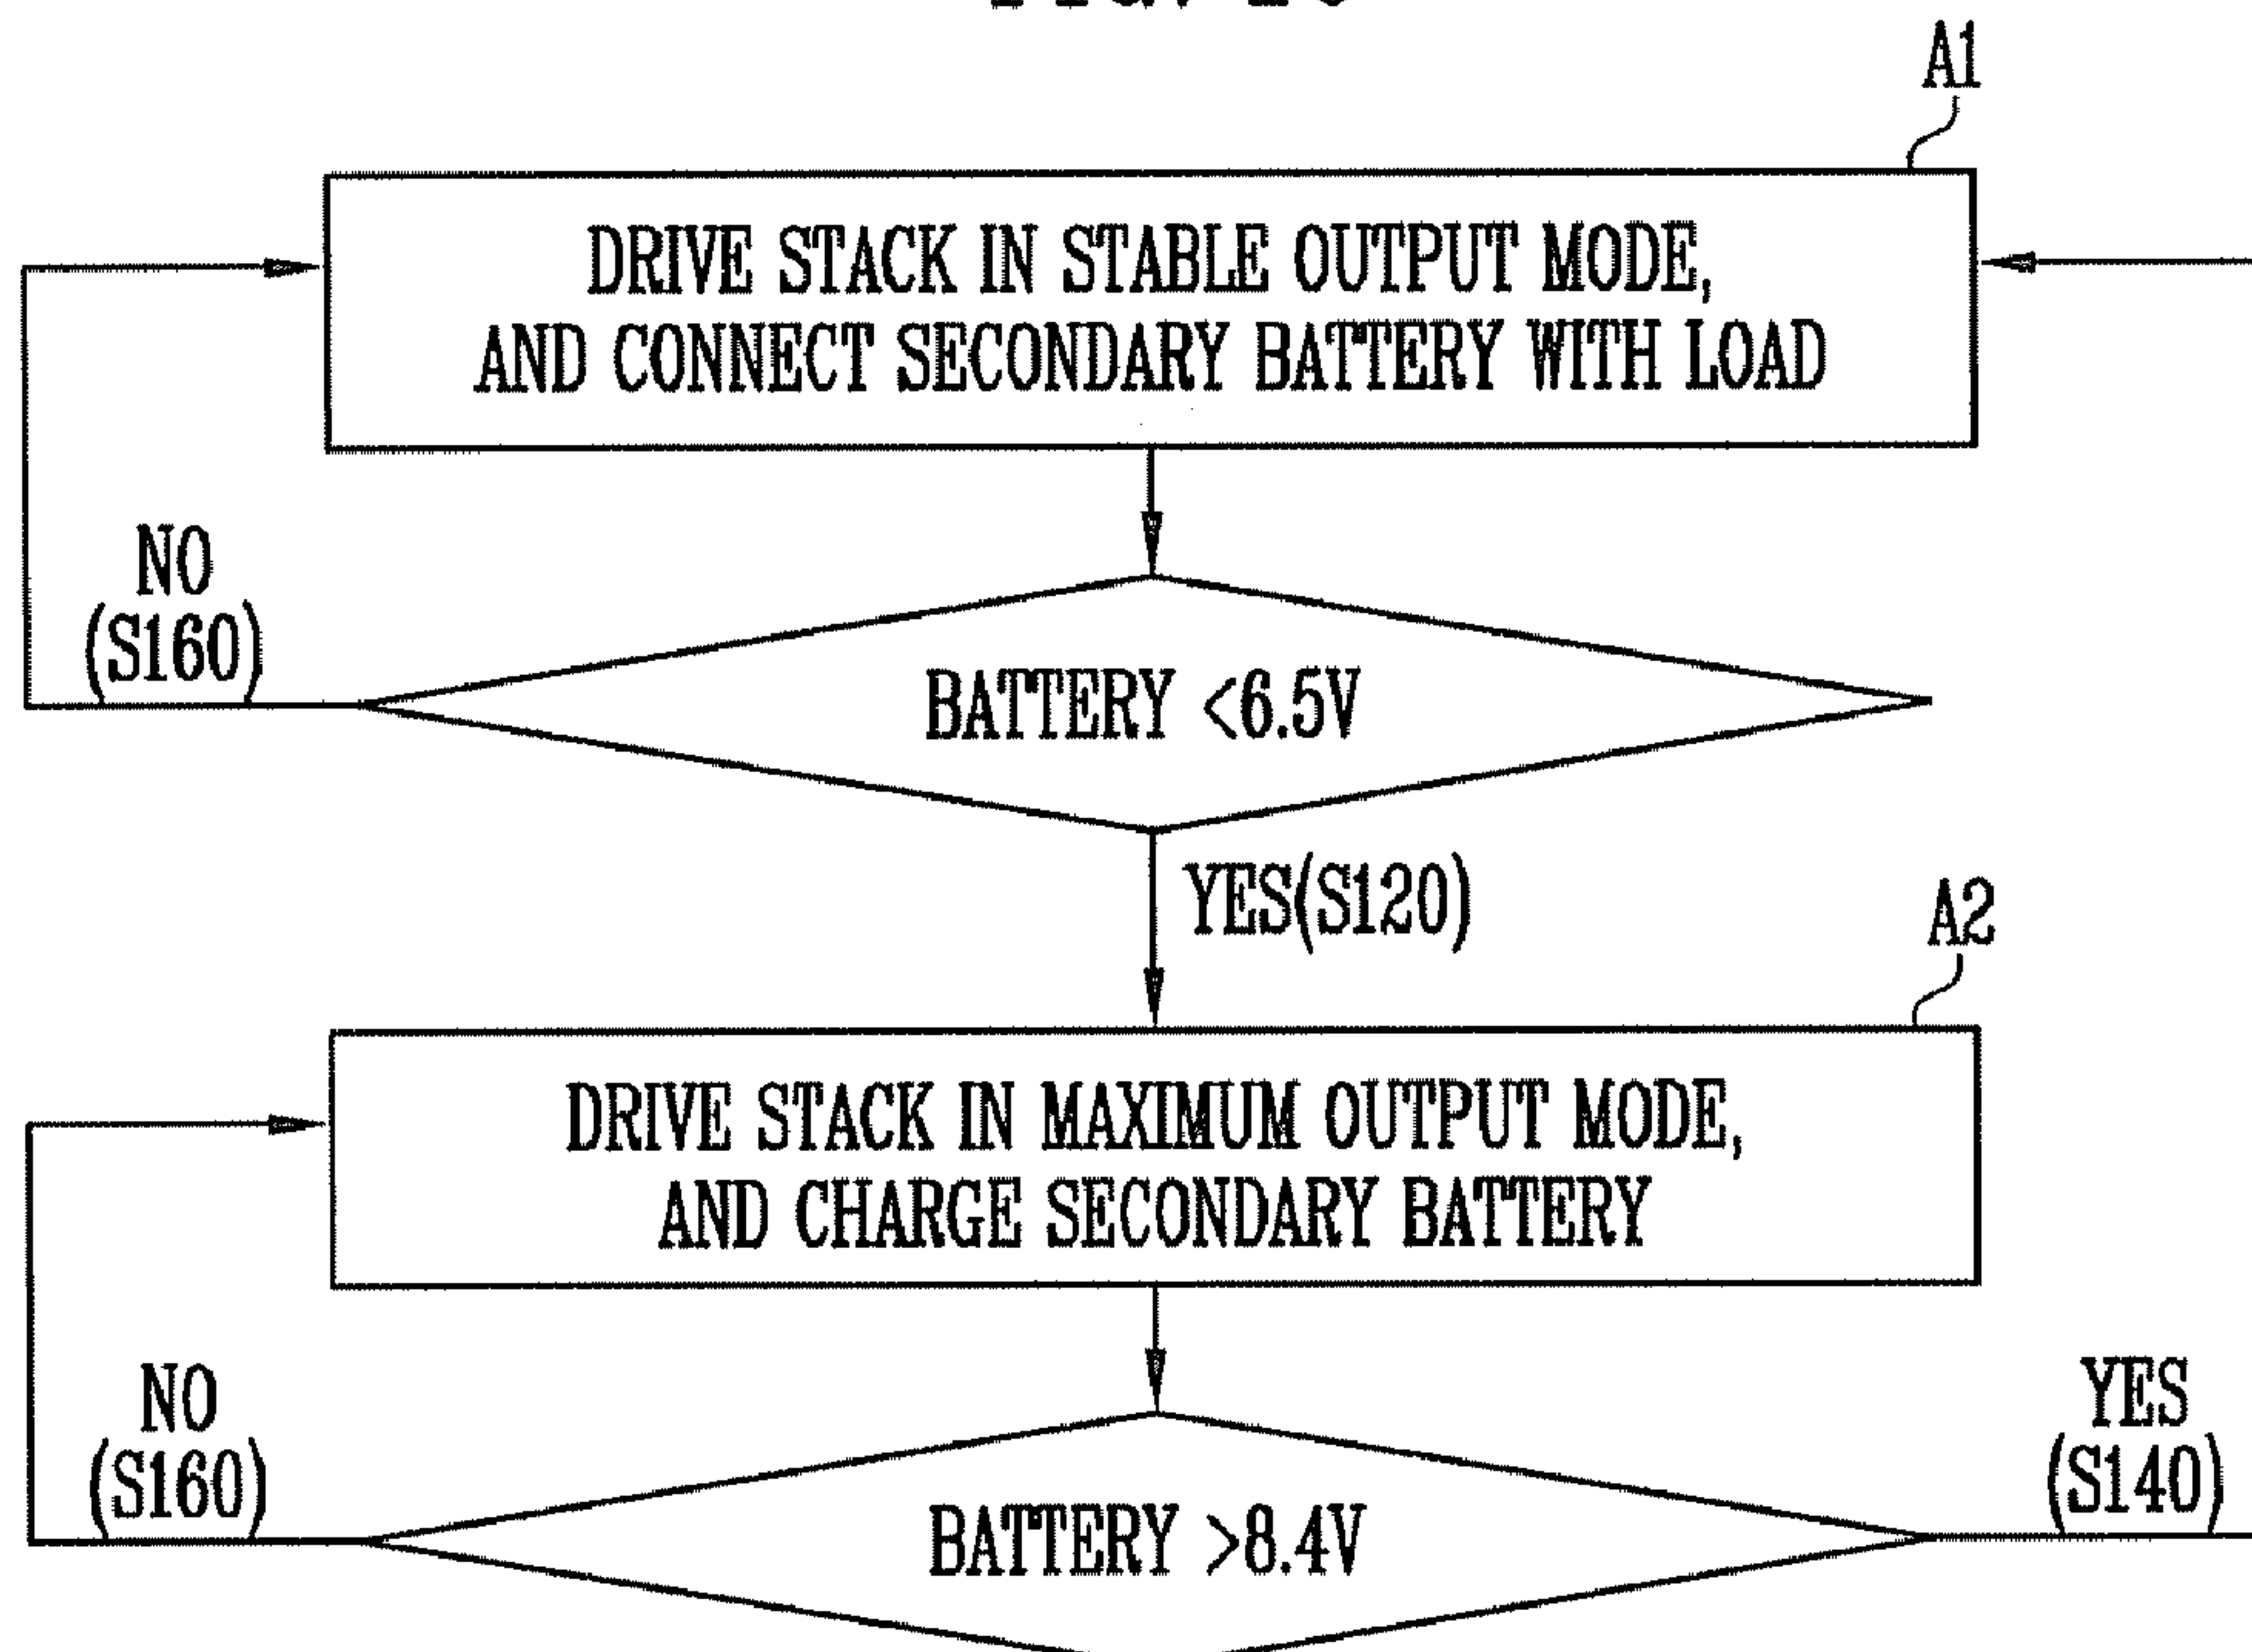 A1
DRIVE STACK IN STABLE OUTPUT MODE,
AND CONNECT SECONDARY BATTERY WITH LOAD
NO
(S160)
BATTERY <6.5V
YES(S120)
A2
DRIVE STACK IN MAXIMUM OUTPUT MODE,
AND CHARGE SECONDARY BATTERY
NO
(S160)
YES
(S140)
BATTERY >8.4V